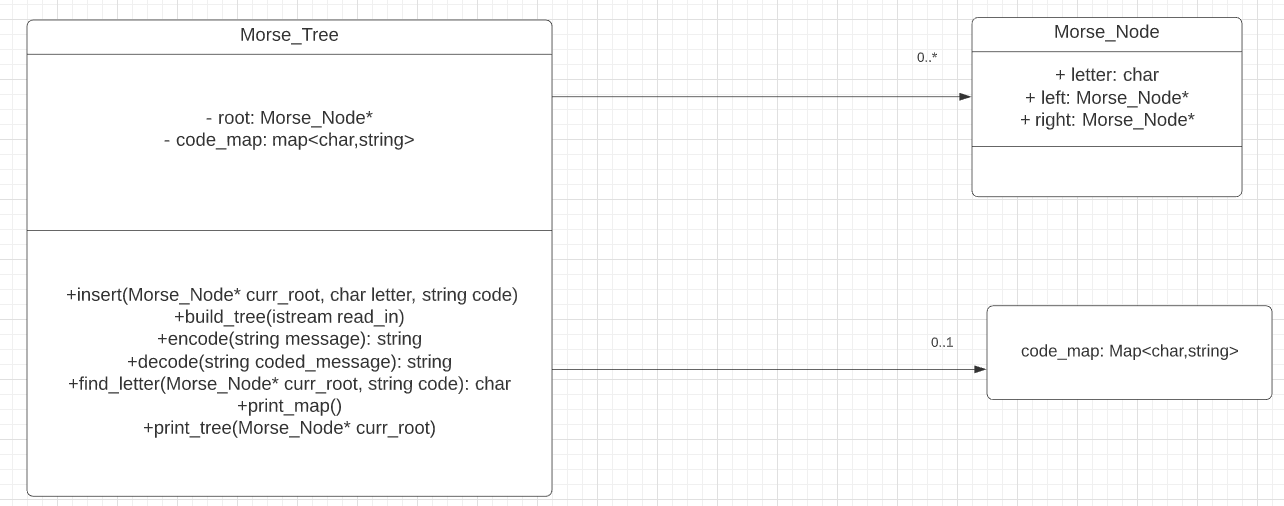 Morse_Tree
- root: Morse_Node*
- code_map: map<char,string>
+insert(Morse_Node* curr_root, char letter, string code)
+build_tree(istream read_in)
+encode(string message): string
+decode(string coded_message): string
+find_letter(Morse_Node* curr_root, string code): char
+print_map()
+print_tree(Morse_Node* curr_root)
0..*
Morse_Node
+ letter: char
+ left: Morse_Node*
+ right: Morse_Node*
0..1
code_map: Map<char,string>